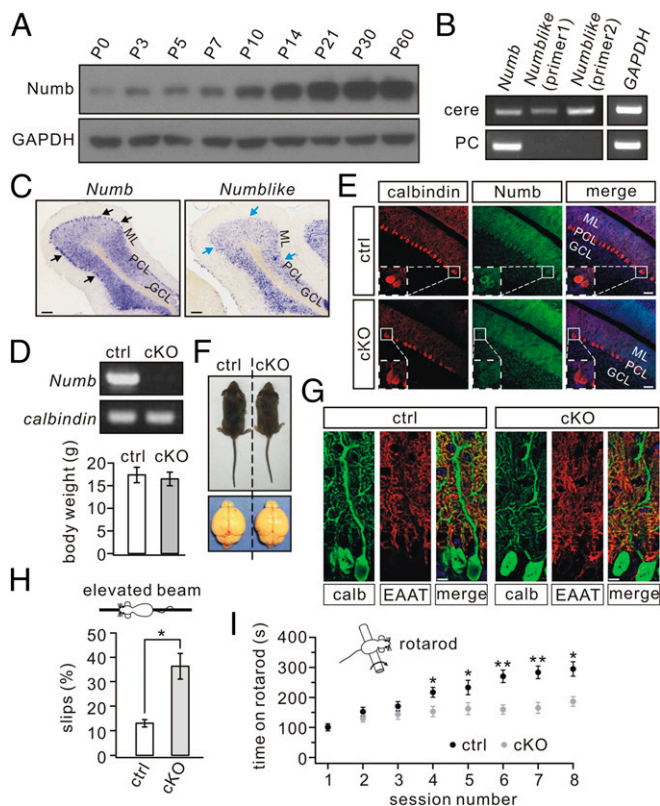 A
P0 P3 P5 P7 P10 P14 P21 P30 P60
Numb
GAPDH
B
Numb
Numblike
(primer1)
Numblike
(primer2)
GAPDH
cere
PC
C
Numb
Numblike
ML
PCL
GCL
ML
PCL
GCL
D
ctrl cKO
Numb
calbindin
body weight (g)
20
15
10
5
0
ctrl
cKO
E
calbindin Numb merge
ctrl
ML
PCL
GCL
cKO
ML
PCL
GCL
F
ctrl
cKO
G
ctrl cKO
calb EAAT merge calb EAAT merge
H
elevated beam
*
slips (%)
50
40
30
20
10
0
ctrl
cKO
I
rotarod
time on rotarod (s)
400
300
200
100
0
* * ** ** *
ctrl cKO
1 2 3 4 5 6 7 8
session number